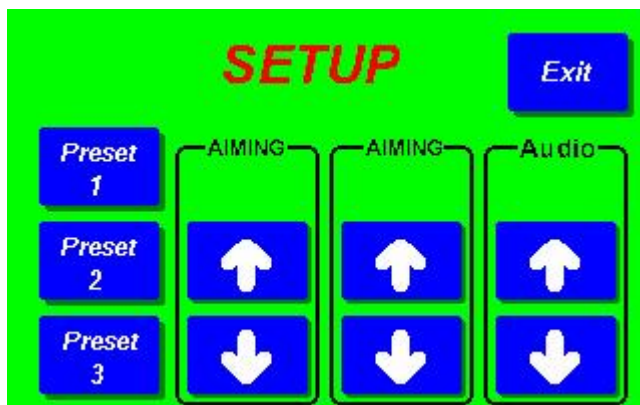 SETUP
Exit
Preset
1
AIMING
AIMING
Audio
Preset
2
Preset
3